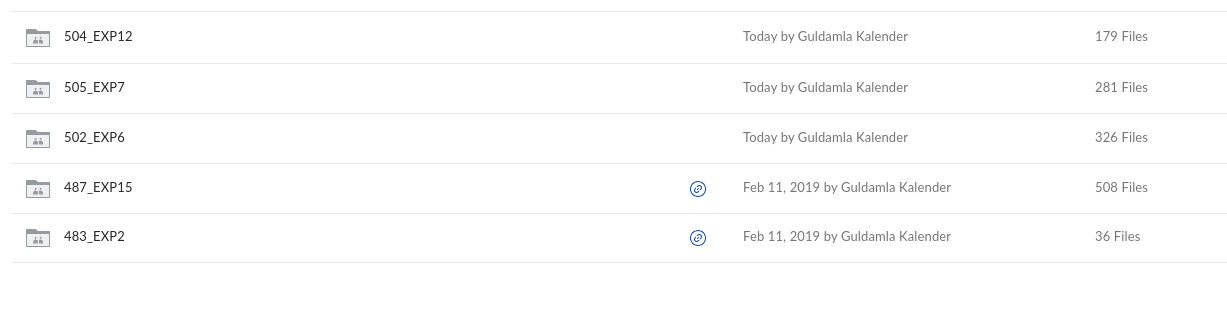 504_EXP12 Today by Guldamla Kalender 179 Files
505_EXP7 Today by Guldamla Kalender 281 Files
502_EXP6 Today by Guldamla Kalender 326 Files
487_EXP15 Feb 11, 2019 by Guldamla Kalender 508 Files
483_EXP2 Feb 11, 2019 by Guldamla Kalender 36 Files